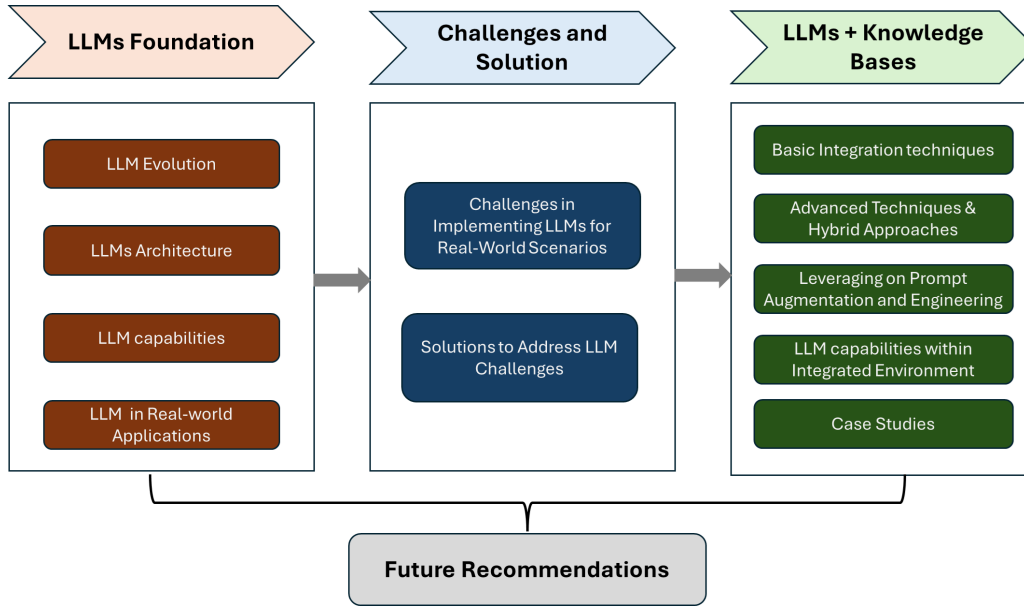 LLMs Foundation
LLM Evolution
LLMs Architecture
LLM capabilities
LLM in Real-world
Applications
Challenges and
Solution
Challenges in
Implementing LLMs for
Real-World Scenarios
Solutions to Address LLM
Challenges
LLMs + Knowledge
Bases
Basic Integration techniques
Advanced Techniques &
Hybrid Approaches
Leveraging on Prompt
Augmentation and Engineering
LLM capabilities within
Integrated Environment
Case Studies
Future Recommendations